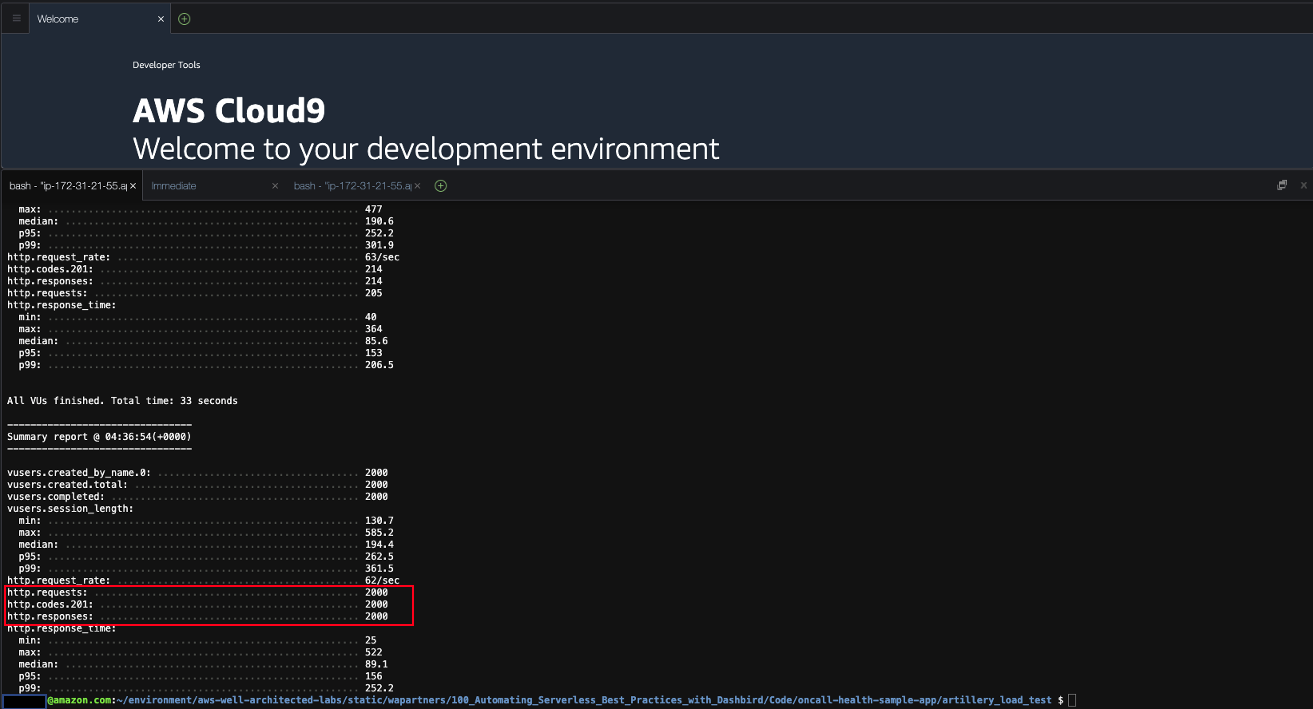 Welcome
Developer Tools
AWS Cloud9
Welcome to your development environment
bash - "ip-172-31-21-55.ap Immediate bash - "ip-172-31-21-55.ap
max: ...................................................... 477
median: ................................................... 190.6
p95: ...................................................... 252.2
p99: ...................................................... 301.9
http.request_rate: .......................................... 63/sec
http.codes.201: ............................................. 214
http.responses: ............................................. 214
http.requests: .............................................. 205
http.response_time:
min: ...................................................... 40
max: ...................................................... 364
median: ................................................... 85.6
p95: ...................................................... 153
p99: ...................................................... 206.5
All VUs finished. Total time: 33 seconds
--------------------------------
Summary report @ 04:36:54(+0000)
--------------------------------
vusers.created_by_name.0: ................................... 2000
vusers.created.total: ....................................... 2000
vusers.completed: ........................................... 2000
vusers.session_length:
min: ...................................................... 130.7
max: ...................................................... 585.2
median: ................................................... 194.4
p95: ...................................................... 262.5
p99: ...................................................... 361.5
http.request_rate: .......................................... 62/sec
http.requests: .............................................. 2000
http.codes.201: ............................................. 2000
http.responses: ............................................. 2000
http.response_time:
min: ...................................................... 25
max: ...................................................... 522
median: ................................................... 89.1
p95: ...................................................... 156
p99: ...................................................... 252.2
@amazon.com:~/environment/aws-well-architected-labs/static/wapartners/100_Automating_Serverless_Best_Practices_with_Dashbird/Code/oncall-health-sample-app/artillery_load_test $